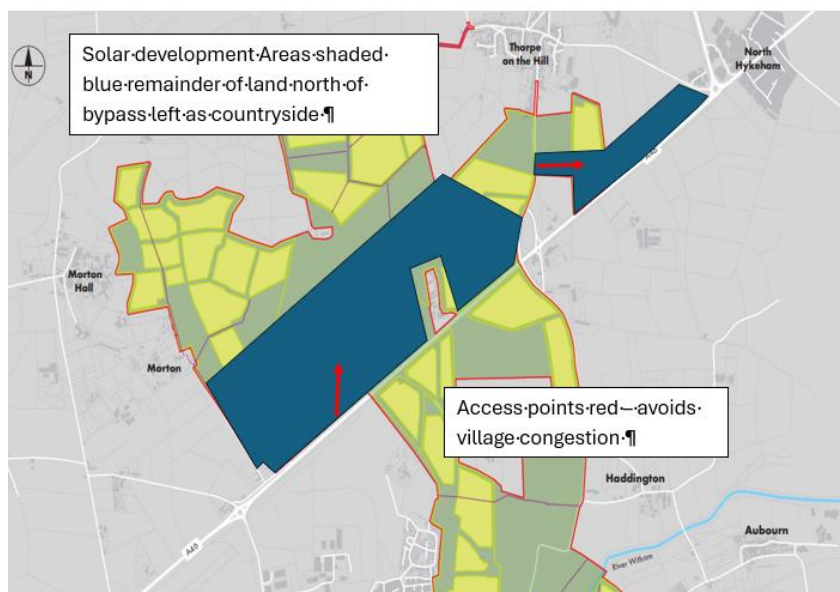 Solar·development·Areas·shaded·
blue·remainder·of·land·north·of·
bypass·left·as·countryside·¶
N
Thorpe
on the Hill
North
Hykeham
A46
Morton
Hall
Morton
Access·points·red·–·avoids·
village·congestion·¶
Haddington
A46
Aubourn
River Witham